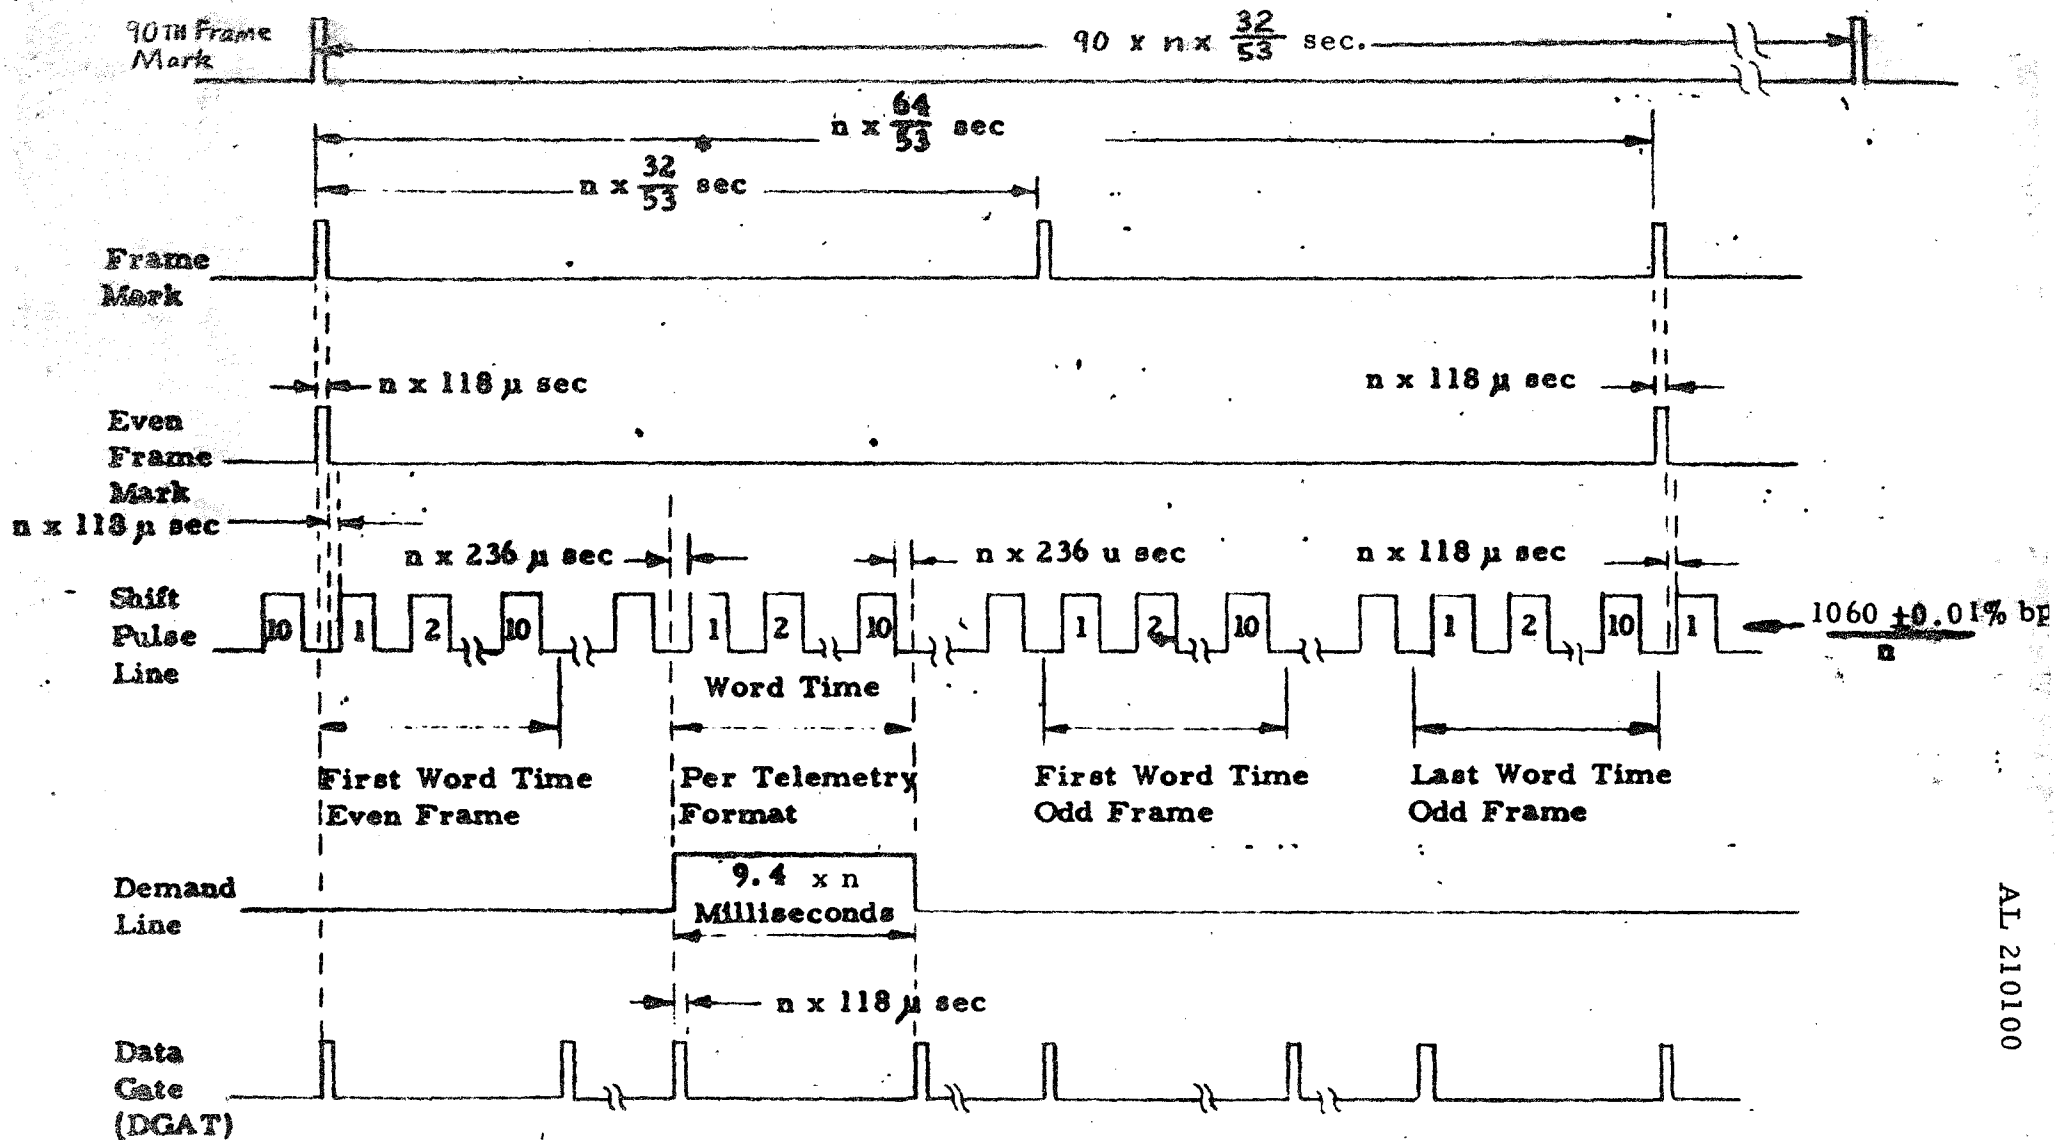 90TH Frame
Mark
90 x n x 32/53 sec.
n x 64/53 sec
n x 32/53 sec
Frame
Mark
n x 118 μ sec
n x 118 μ sec
Even
Frame
Mark
n x 118 μ sec
n x 236 μ sec
n x 236 u sec
n x 118 μ sec
Shift
Pulse
Line
10 1 2 10 1 2 10 1 2 10 1 2 10 1
1060 ±0.01% bp
n
Word Time
First Word Time
Even Frame
Per Telemetry
Format
First Word Time
Odd Frame
Last Word Time
Odd Frame
Demand
Line
9.4 x n
Milliseconds
n x 118 μ sec
Data
Gate
(DGAT)
AL 210100